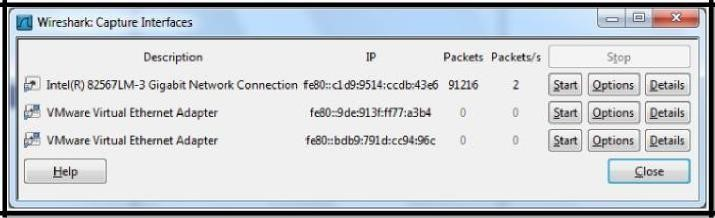 Wireshark: Capture Interfaces
Description IP Packets Packets/s Stop
Intel(R) 82567LM-3 Gigabit Network Connection fe80::c1d9:9514:ccdb:43e6 91216 2 Start Options Details
VMware Virtual Ethernet Adapter fe80::9de:913f:ff77:a3b4 0 0 Start Options Details
VMware Virtual Ethernet Adapter fe80::bdb9:791d:cc94:96c 0 0 Start Options Details
Help Close